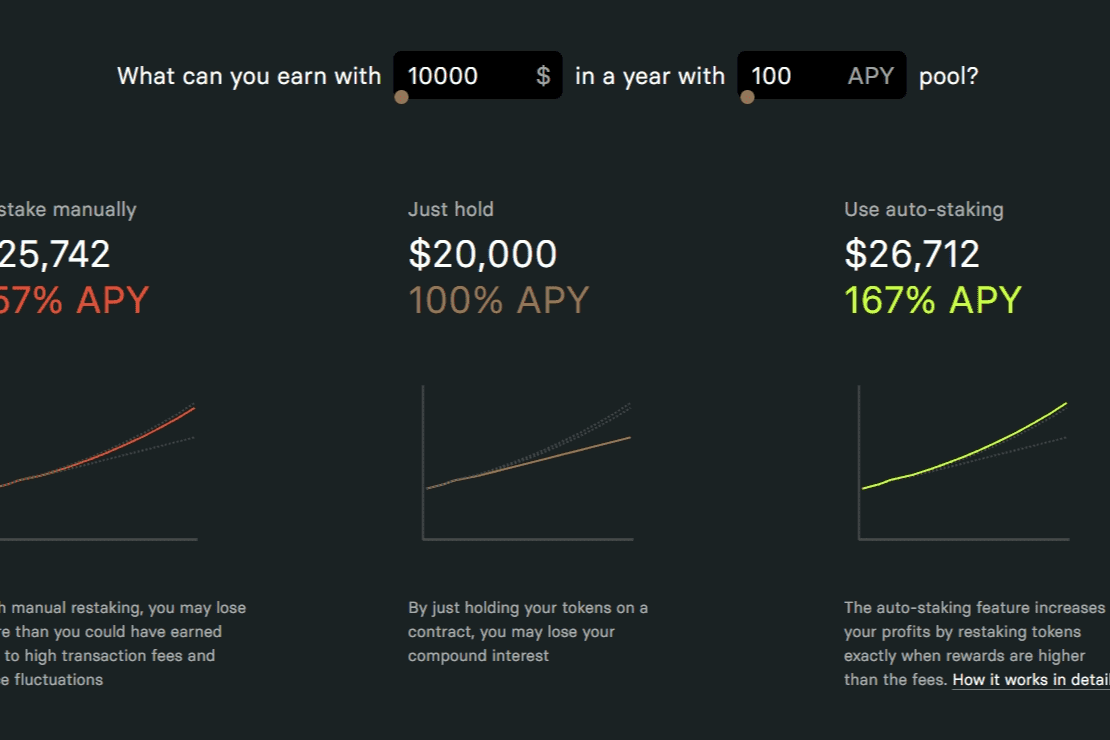 What can you earn with 10000 $ in a year with 100 APY pool?
stake manually
25,742
57% APY
manual restaking, you may lose
than you could have earned
to high transaction fees and
fluctuations
Just hold
$20,000
100% APY
By just holding your tokens on a
contract, you may lose your
compound interest
Use auto-staking
$26,712
167% APY
The auto-staking feature increases
your profits by restaking tokens
exactly when rewards are higher
than the fees. How it works in detail